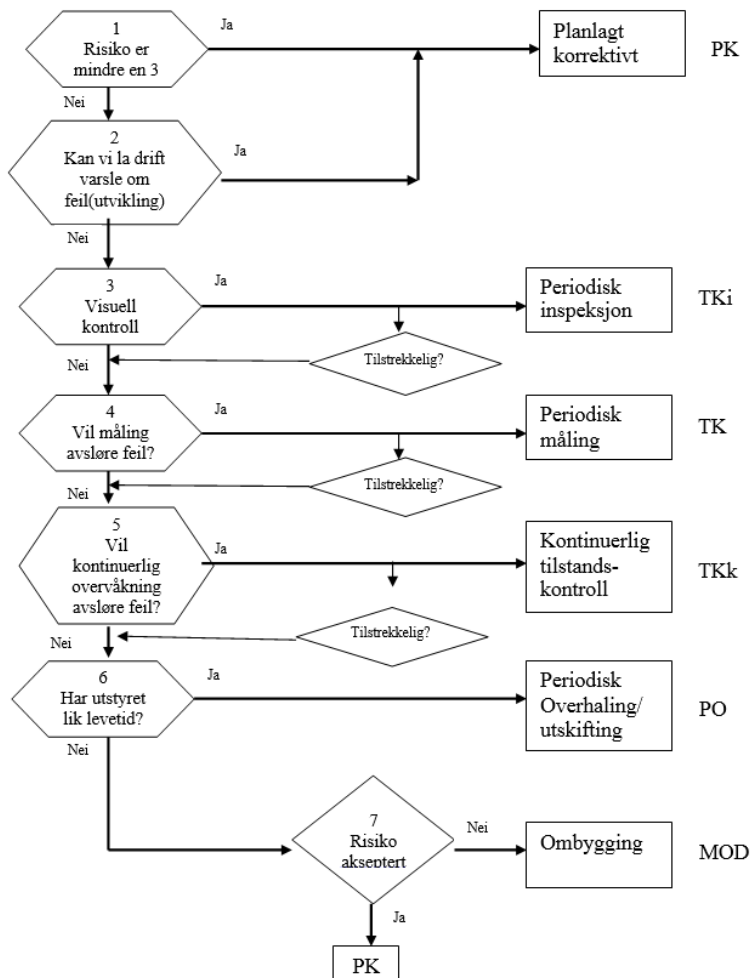 1
Risiko er
mindre en 3
Ja
Planlagt
korrektivt
PK
Nei
2
Kan vi la drift
varsle om
feil(utvikling)
Ja
Nei
3
Visuell
kontroll
Ja
Periodisk
inspeksjon
TKi
Tilstrekkelig?
Nei
4
Vil måling
avsløre feil?
Ja
Periodisk
måling
TK
Tilstrekkelig?
Nei
5
Vil
kontinuerlig
overvåkning
avsløre feil?
Ja
Kontinuerlig
tilstands-
kontroll
TKk
Tilstrekkelig?
Nei
6
Har utstyret
lik levetid?
Ja
Periodisk
Overhaling/
utskifting
PO
Nei
7
Risiko
akseptert
Nei
Ombygging
MOD
Ja
PK